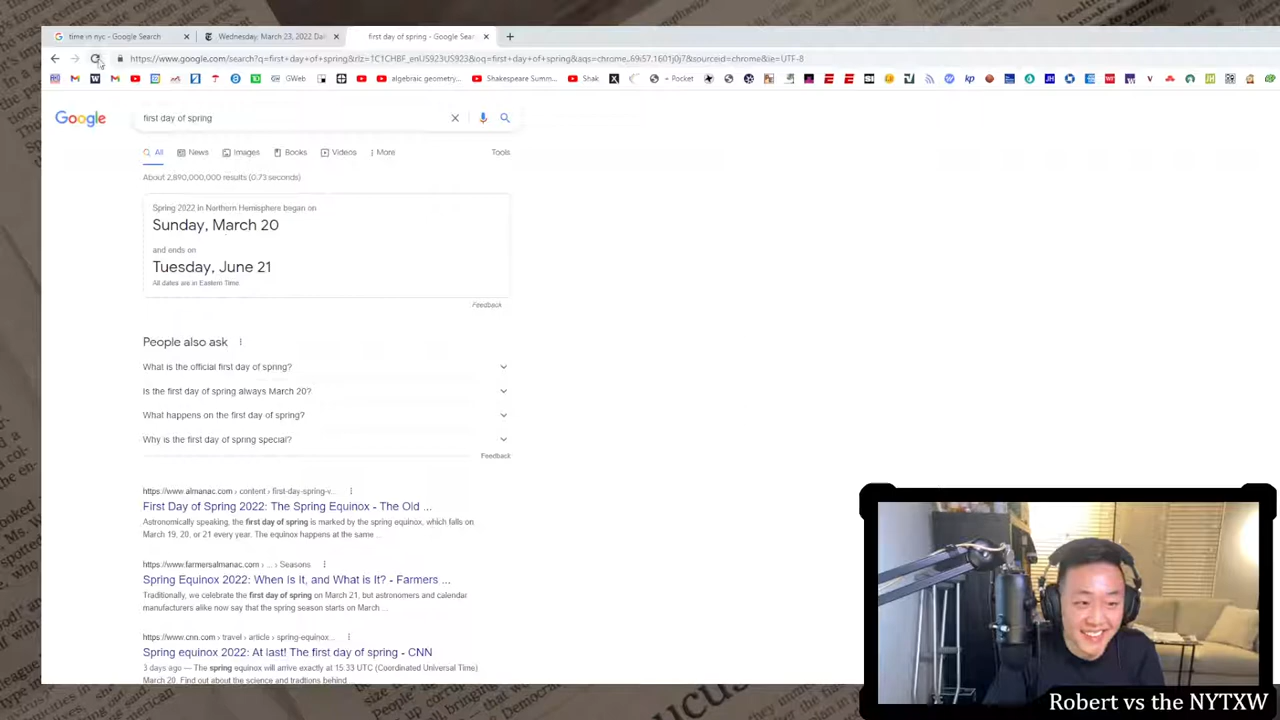 time in nyc - Google Search
Wednesday, March 23, 2022 Dai
first day of spring - Google Sear
https://www.google.com/search?q=first+day+of+spring&rlz=1C1CHBF_enUS923US923&oq=first+day+of+spring&aqs=chrome..69i57.1601j0j7&sourceid=chrome&ie=UTF-8
GWeb
algebraic geometry...
Shakespeare Summ...
Shak
+ Pocket
Google
first day of spring
All
News
Images
Books
Videos
More
Tools
About 2,890,000,000 results (0.73 seconds)
Spring 2022 in Northern Hemisphere began on
Sunday, March 20
and ends on
Tuesday, June 21
All dates are in Eastern Time
Feedback
People also ask
What is the official first day of spring?
Is the first day of spring always March 20?
What happens on the first day of spring?
Why is the first day of spring special?
Feedback
https://www.almanac.com › content › first-day-spring-v...
First Day of Spring 2022: The Spring Equinox - The Old ...
Astronomically speaking, the first day of spring is marked by the spring equinox, which falls on
March 19, 20, or 21 every year. The equinox happens at the same ...
https://www.farmersalmanac.com › ... › Seasons
Spring Equinox 2022: When Is It, and What is It? - Farmers ...
Traditionally, we celebrate the first day of spring on March 21, but astronomers and calendar
manufacturers alike now say that the spring season starts on March ...
https://www.cnn.com › travel › article › spring-equinox...
Spring equinox 2022: At last! The first day of spring - CNN
3 days ago — The spring equinox will arrive exactly at 15:33 UTC (Coordinated Universal Time)
March 20. Find out about the science and tradtions behind
Robert vs the NYTXW